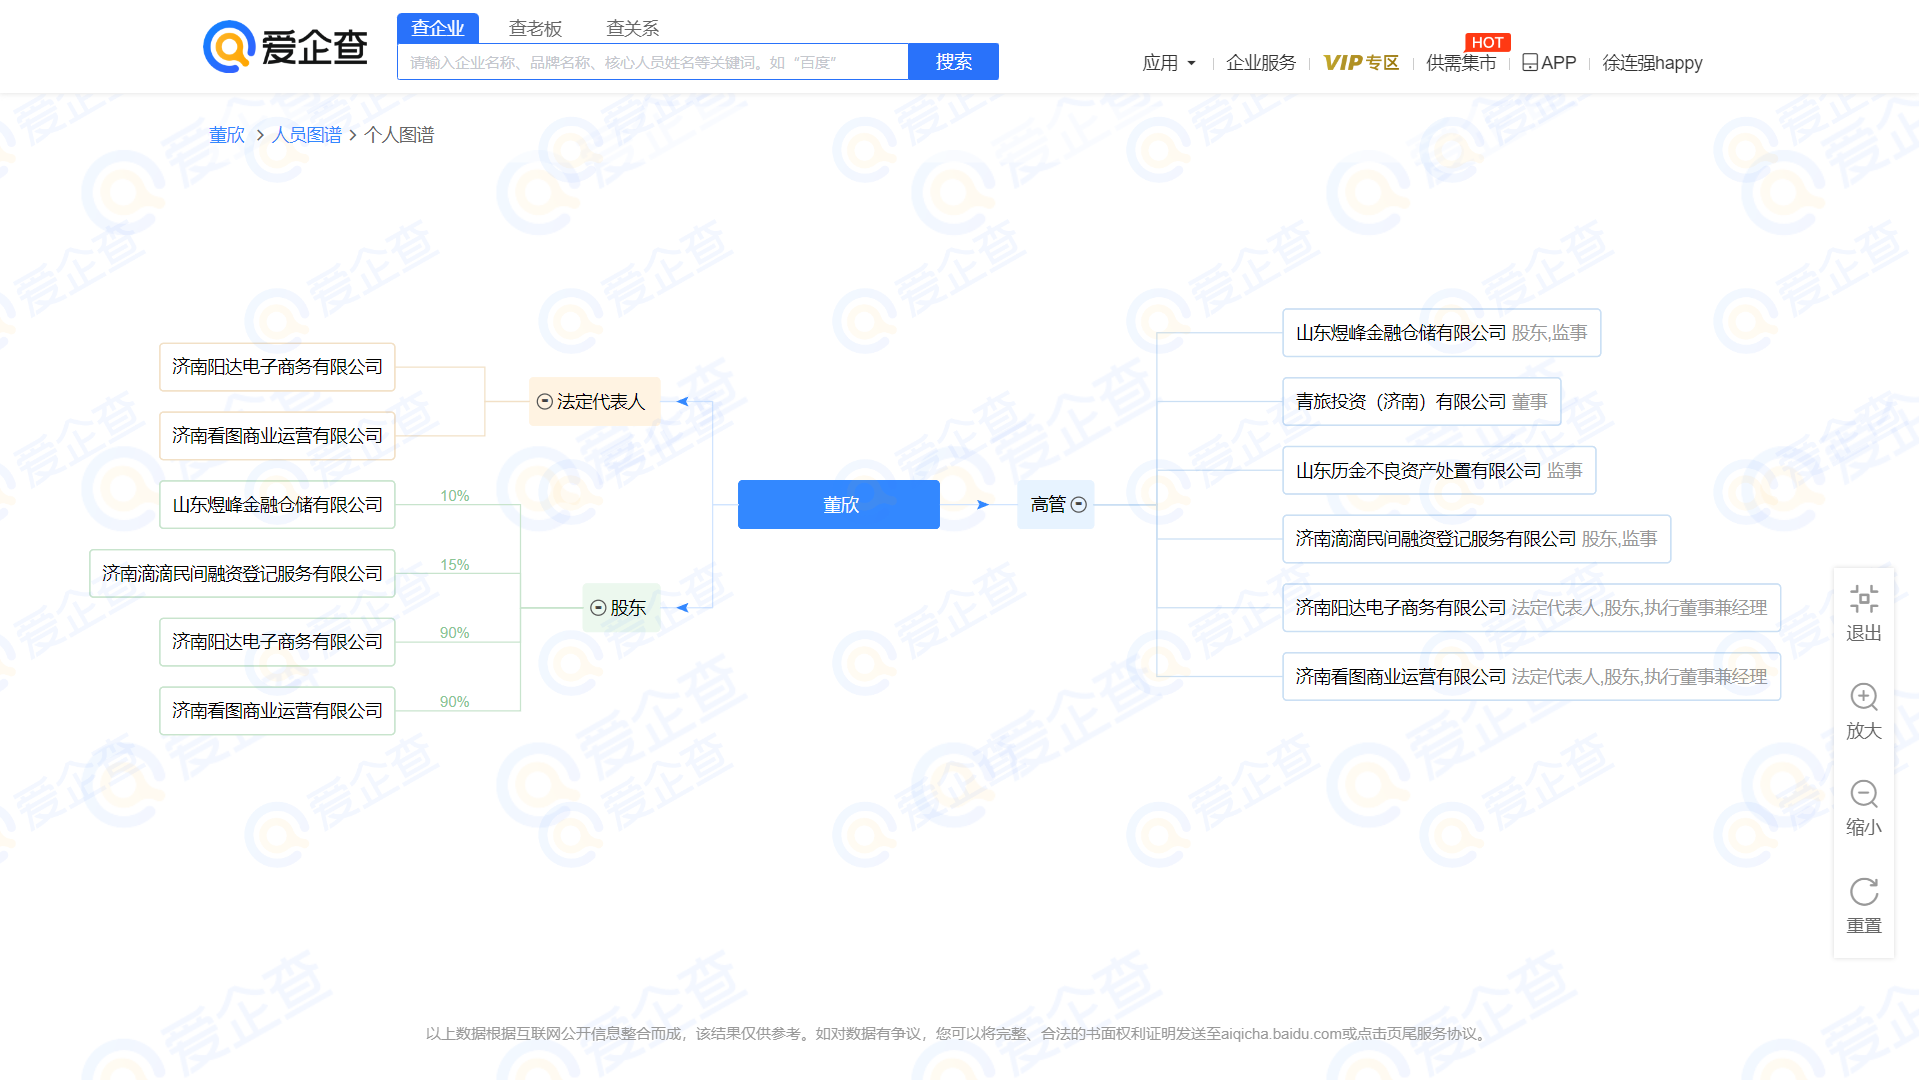 爱企查
查企业 查老板 查关系
请输入企业名称、品牌名称、核心人员姓名等关键词。如“百度” 搜索
应用 企业服务 VIP专区 供需集市 HOT APP 徐连强happy
董欣 > 人员图谱 > 个人图谱
济南阳达电子商务有限公司
济南看图商业运营有限公司
法定代表人
山东煜峰金融仓储有限公司 10%
济南滴滴民间融资登记服务有限公司 15%
济南阳达电子商务有限公司 90%
济南看图商业运营有限公司 90%
股东
董欣
高管
山东煜峰金融仓储有限公司 股东,监事
青旅投资（济南）有限公司 董事
山东历金不良资产处置有限公司 监事
济南滴滴民间融资登记服务有限公司 股东,监事
济南阳达电子商务有限公司 法定代表人,股东,执行董事兼经理
济南看图商业运营有限公司 法定代表人,股东,执行董事兼经理
退出
放大
缩小
重置
以上数据根据互联网公开信息整合而成，该结果仅供参考。如对数据有争议，您可以将完整、合法的书面权利证明发送至aiqicha.baidu.com或点击页尾服务协议。